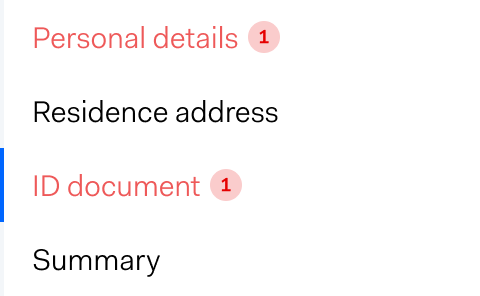 Personal details 1
Residence address
ID document 1
Summary